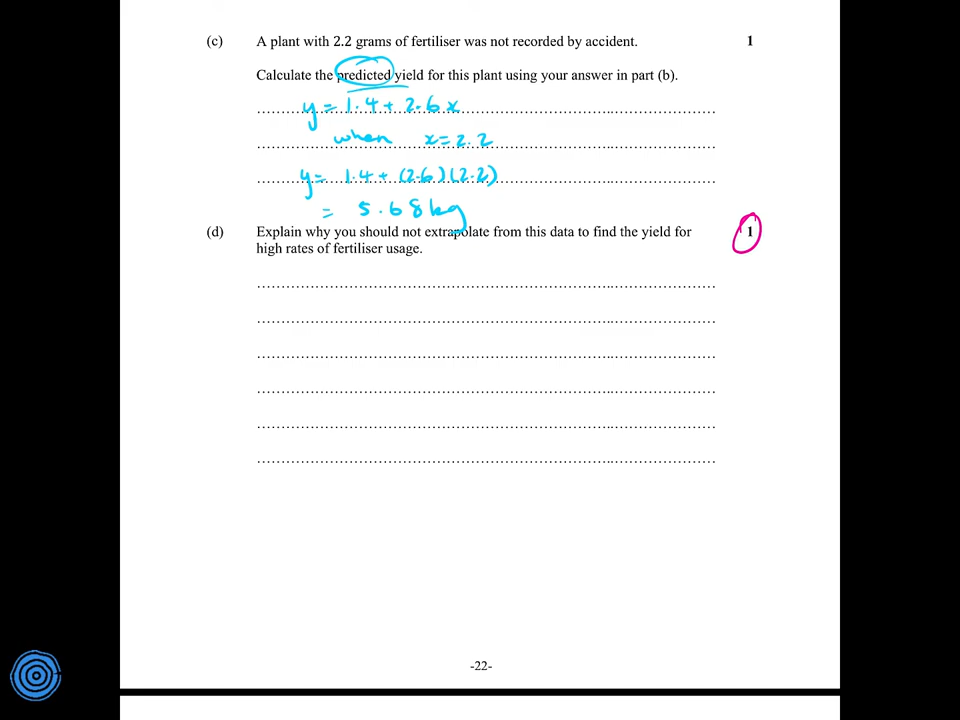 (c) A plant with 2.2 grams of fertiliser was not recorded by accident. 1
Calculate the predicted yield for this plant using your answer in part (b).
y = 1.4 + 2.6x
when x = 2.2
y = 1.4 + (2.6)(2.2)
= 5.68 kg
(d) Explain why you should not extrapolate from this data to find the yield for 1
high rates of fertiliser usage.
-22-